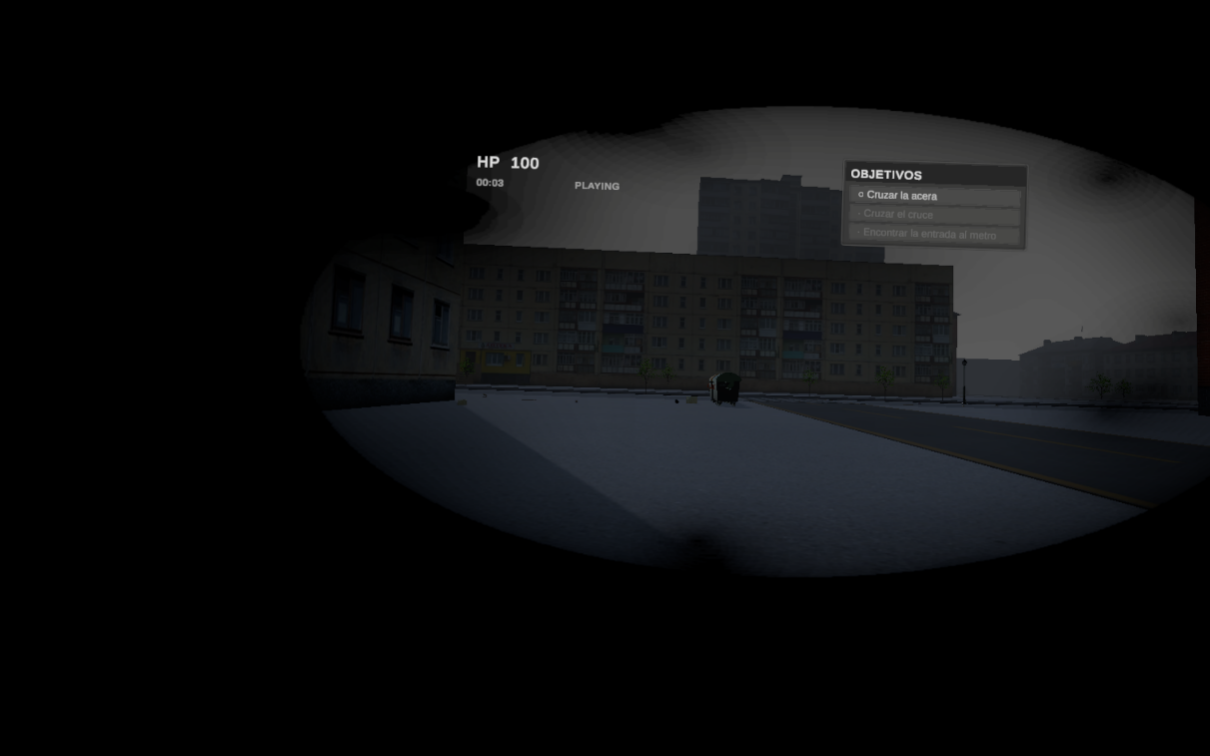 HP 100
00:03
PLAYING
OBJETIVOS
○ Cruzar la acera
· Cruzar el cruce
· Encontrar la entrada al metro